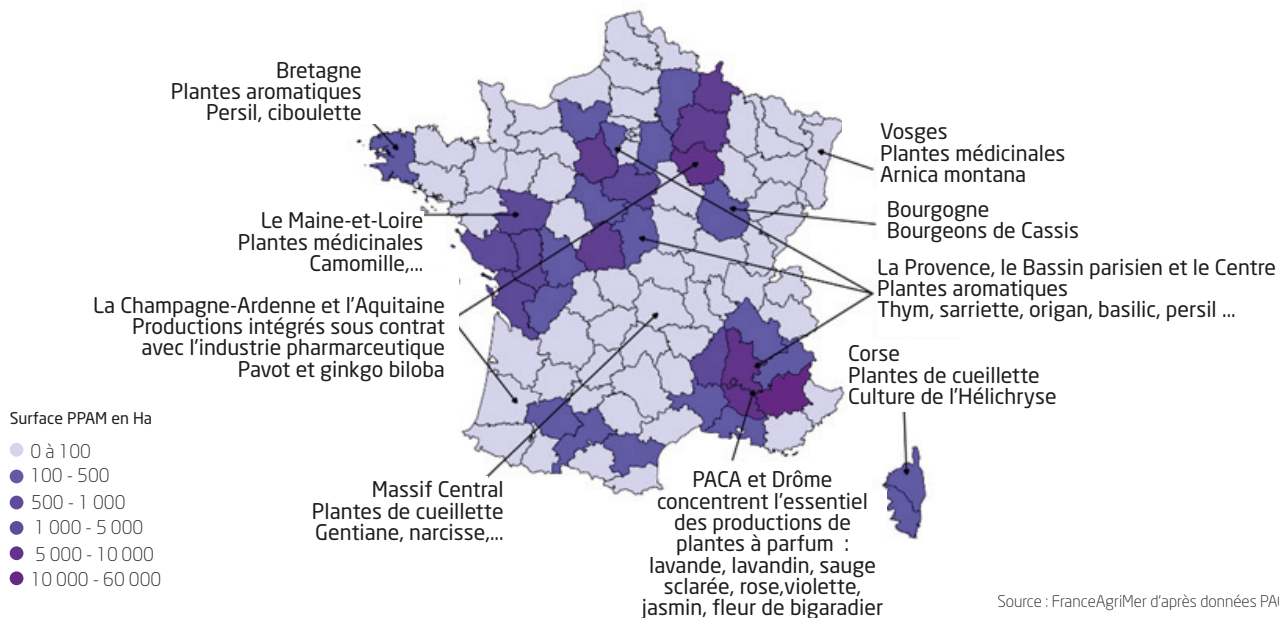 Bretagne
Plantes aromatiques
Persil, ciboulette
Vosges
Plantes médicinales
Arnica montana
Bourgogne
Bourgeons de Cassis
Le Maine-et-Loire
Plantes médicinales
Camomille,...
La Provence, le Bassin parisien et le Centre
Plantes aromatiques
Thym, sarriette, origan, basilic, persil ...
La Champagne-Ardenne et l'Aquitaine
Productions intégrés sous contrat
avec l'industrie pharmarceutique
Pavot et ginkgo biloba
Corse
Plantes de cueillette
Culture de l'Hélichryse
Surface PPAM en Ha
0 à 100
100 - 500
500 - 1 000
1 000 - 5 000
5 000 - 10 000
10 000 - 60 000
Massif Central
Plantes de cueillette
Gentiane, narcisse,...
PACA et Drôme
concentrent l'essentiel
des productions de
plantes à parfum :
lavande, lavandin, sauge
sclarée, rose,violette,
jasmin, fleur de bigaradier
Source : FranceAgriMer d'après données